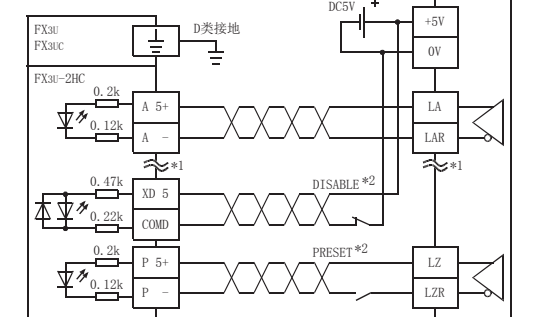 DC5V
+
+5V
0V
FX3U
FX3UC
D类接地
FX3U-2HC
0.2k
A 5+
LA
0.12k
A -
LAR
*1
*1
0.47k
XD 5
DISABLE*2
0.22k
COMD
0.2k
P 5+
PRESET*2
LZ
0.12k
P -
LZR